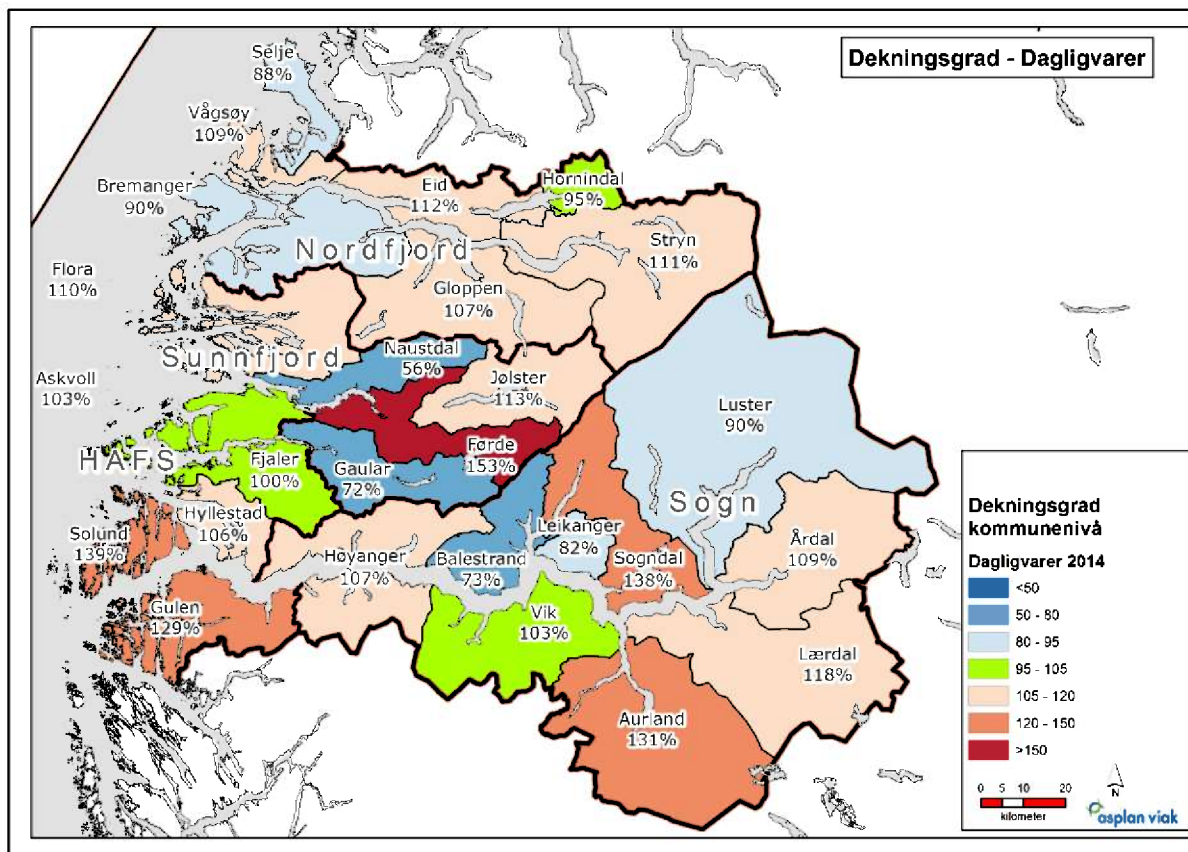 Dekningsgrad - Dagligvarer
Selje
88%
Vågsøy
109%
Bremanger
90%
Eid
112%
Hornindal
95%
Nordfjord
Stryn
111%
Flora
110%
Gloppen
107%
Sunnfjord
Naustdal
56%
Askvoll
103%
Jølster
113%
Luster
90%
HAFS
Fjaler
100%
Gaular
72%
Førde
153%
Sogn
Hyllestad
106%
Solund
139%
Høyanger
107%
Balestrand
73%
Leikanger
82%
Sogndal
138%
Årdal
109%
Gulen
129%
Vik
103%
Lærdal
118%
Aurland
131%
Dekningsgrad
kommunenivå
Dagligvarer 2014
<50
50 - 80
80 - 95
95 - 105
105 - 120
120 - 150
>150
0 5 10 20
kilometer
N
asplan viak